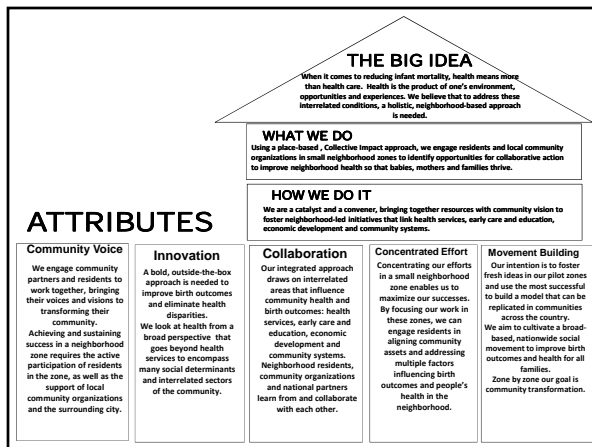 THE BIG IDEA
When it comes to reducing infant mortality, health means more
than health care. Health is the product of one's environment,
opportunities and experiences. We believe that to address these
interrelated conditions, a holistic, neighborhood-based approach
is needed.
WHAT WE DO
Using a place-based , Collective Impact approach, we engage residents and local community
organizations in small neighborhood zones to identify opportunities for collaborative action
to improve neighborhood health so that babies, mothers and families thrive.
HOW WE DO IT
We are a catalyst and a convener, bringing together resources with community vision to
foster neighborhood-led initiatives that link health services, early care and education,
economic development and community systems.
ATTRIBUTES
Community Voice
We engage community
partners and residents to
work together, bringing
their voices and visions to
transforming their
community.
Achieving and sustaining
success in a neighborhood
zone requires the active
participation of residents
in the zone, as well as the
support of local
community organizations
and the surrounding city.
Innovation
A bold, outside-the-box
approach is needed to
improve birth outcomes
and eliminate health
disparities.
We look at health from a
broad perspective that
goes beyond health
services to encompass
many social determinants
and interrelated sectors
of the community.
Collaboration
Our integrated approach
draws on interrelated
areas that influence
community health and
birth outcomes: health
services, early care and
education, economic
development and
community systems.
Neighborhood residents,
community organizations
and national partners
learn from and collaborate
with each other.
Concentrated Effort
Concentrating our efforts
in a small neighborhood
zone enables us to
maximize our successes.
By focusing our work in
these zones, we can
engage residents in
aligning community
assets and addressing
multiple factors
influencing birth
outcomes and people's
health in the
neighborhood.
Movement Building
Our intention is to foster
fresh ideas in our pilot zones
and use the most successful
to build a model that can be
replicated in communities
across the country.
We aim to cultivate a broad-
based, nationwide social
movement to improve birth
outcomes and health for all
families.
Zone by zone our goal is
community transformation.